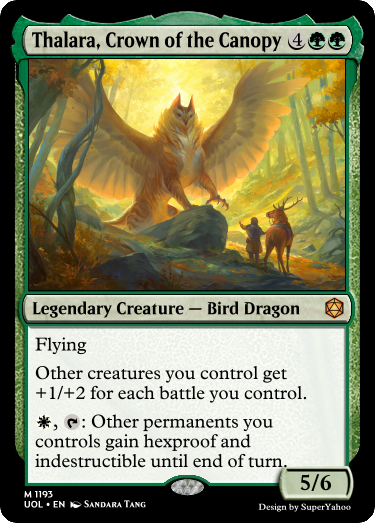 Thalara, Crown of the Canopy 4
Legendary Creature — Bird Dragon
Flying
Other creatures you control get
+1/+2 for each battle you control.
, : Other permanents you
controls gain hexproof and
indestructible until end of turn.
5/6
M 1193
UOL • EN Sandara Tang
Design by SuperYahoo